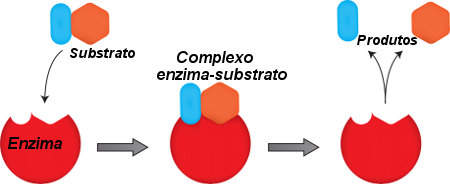 Substrato
Enzima
Complexo
enzima-substrato
Produtos